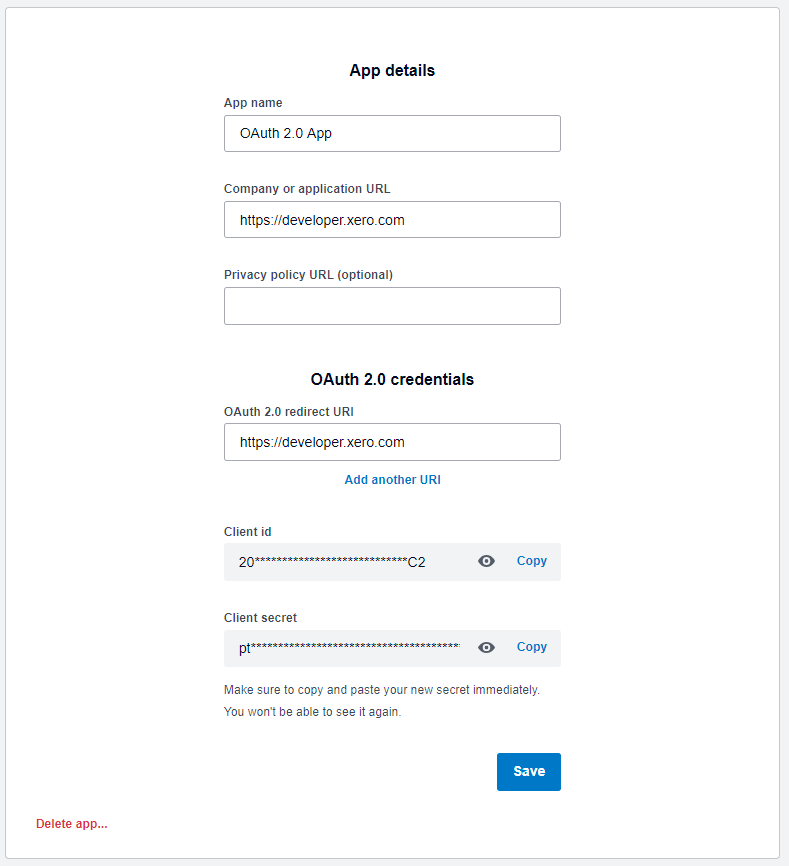 App details
App name
OAuth 2.0 App
Company or application URL
https://developer.xero.com
Privacy policy URL (optional)
OAuth 2.0 credentials
OAuth 2.0 redirect URI
https://developer.xero.com
Add another URI
Client id
20****************************C2 Copy
Client secret
pt*************************************** Copy
Make sure to copy and paste your new secret immediately.
You won't be able to see it again.
Save
Delete app...